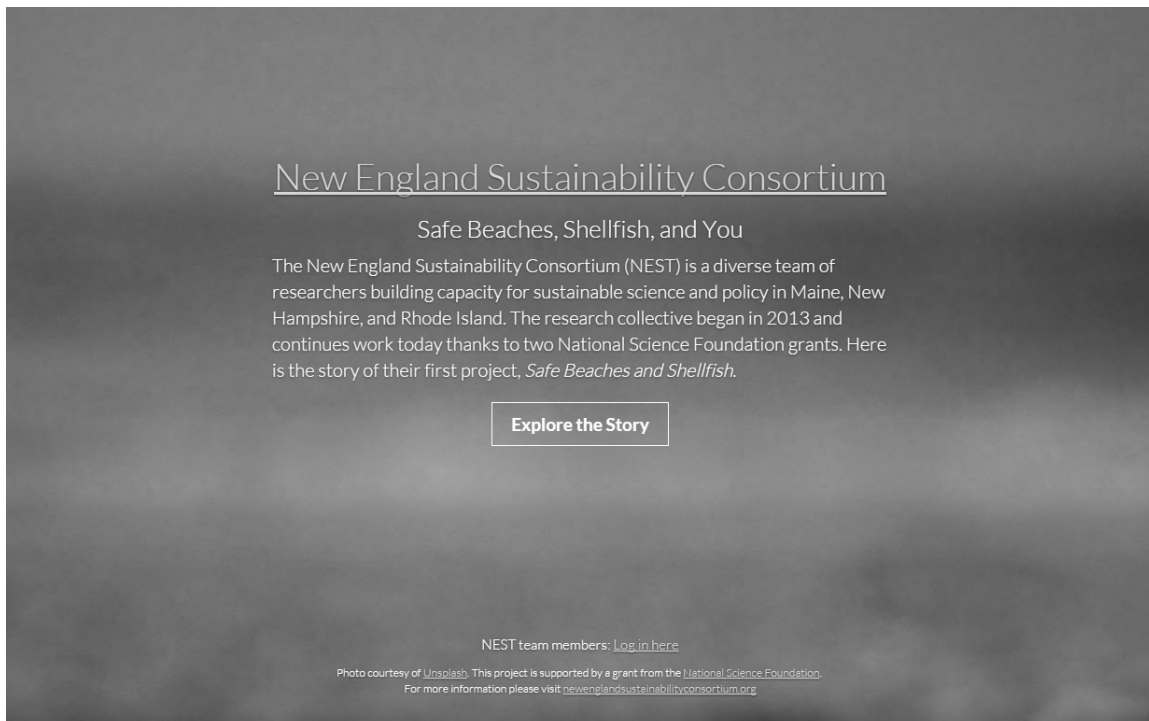 New England Sustainability Consortium
Safe Beaches, Shellfish, and You
The New England Sustainability Consortium (NEST) is a diverse team of
researchers building capacity for sustainable science and policy in Maine, New
Hampshire, and Rhode Island. The research collective began in 2013 and
continues work today thanks to two National Science Foundation grants. Here
is the story of their first project, Safe Beaches and Shellfish.
Explore the Story
NEST team members: Log in here
Photo courtesy of Unsplash. This project is supported by a grant from the National Science Foundation.
For more information please visit newenglandsustainabilityconsortium.org